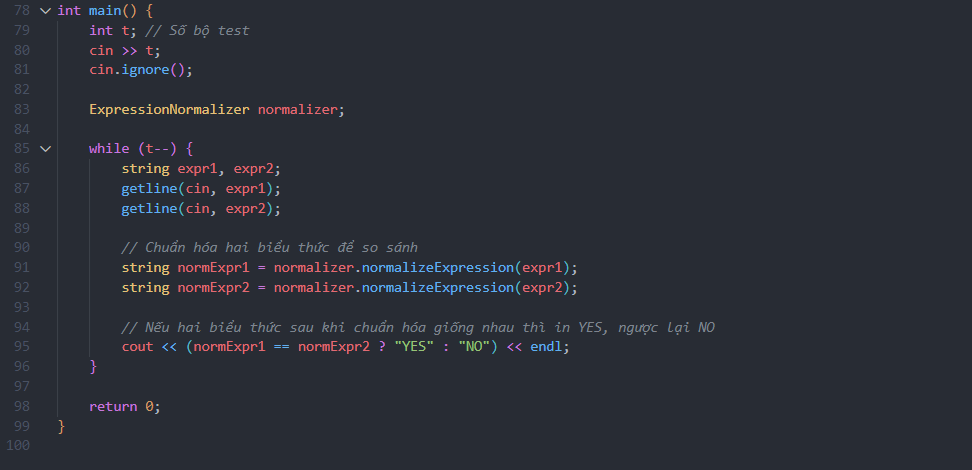 78 int main() {
79 int t; // Số bộ test
80 cin >> t;
81 cin.ignore();
82
83 ExpressionNormalizer normalizer;
84
85 while (t--) {
86 string expr1, expr2;
87 getline(cin, expr1);
88 getline(cin, expr2);
89
90 // Chuẩn hóa hai biểu thức để so sánh
91 string normExpr1 = normalizer.normalizeExpression(expr1);
92 string normExpr2 = normalizer.normalizeExpression(expr2);
93
94 // Nếu hai biểu thức sau khi chuẩn hóa giống nhau thì in YES, ngược lại NO
95 cout << (normExpr1 == normExpr2 ? "YES" : "NO") << endl;
96 }
97
98 return 0;
99 }
100